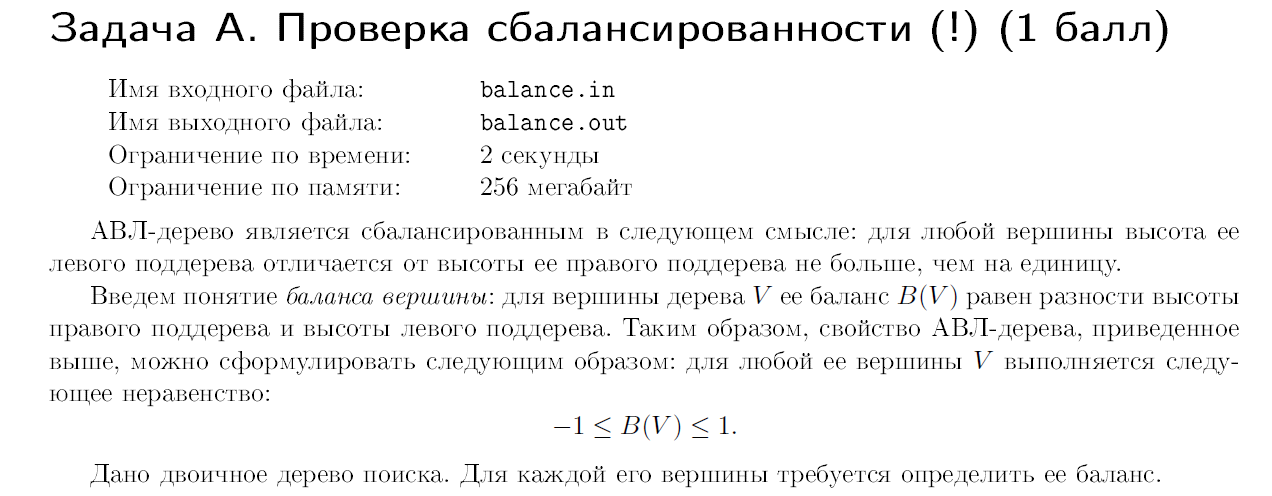 Задача A. Проверка сбалансированности (!) (1 балл)
Имя входного файла: balance.in
Имя выходного файла: balance.out
Ограничение по времени: 2 секунды
Ограничение по памяти: 256 мегабайт
АВЛ-дерево является сбалансированным в следующем смысле: для любой вершины высота ее
левого поддерева отличается от высоты ее правого поддерева не больше, чем на единицу.
Введем понятие баланса вершины: для вершины дерева V ее баланс B(V) равен разности высоты
правого поддерева и высоты левого поддерева. Таким образом, свойство АВЛ-дерева, приведенное
выше, можно сформулировать следующим образом: для любой ее вершины V выполняется следу-
ющее неравенство:
−1 ≤ B(V) ≤ 1.
Дано двоичное дерево поиска. Для каждой его вершины требуется определить ее баланс.